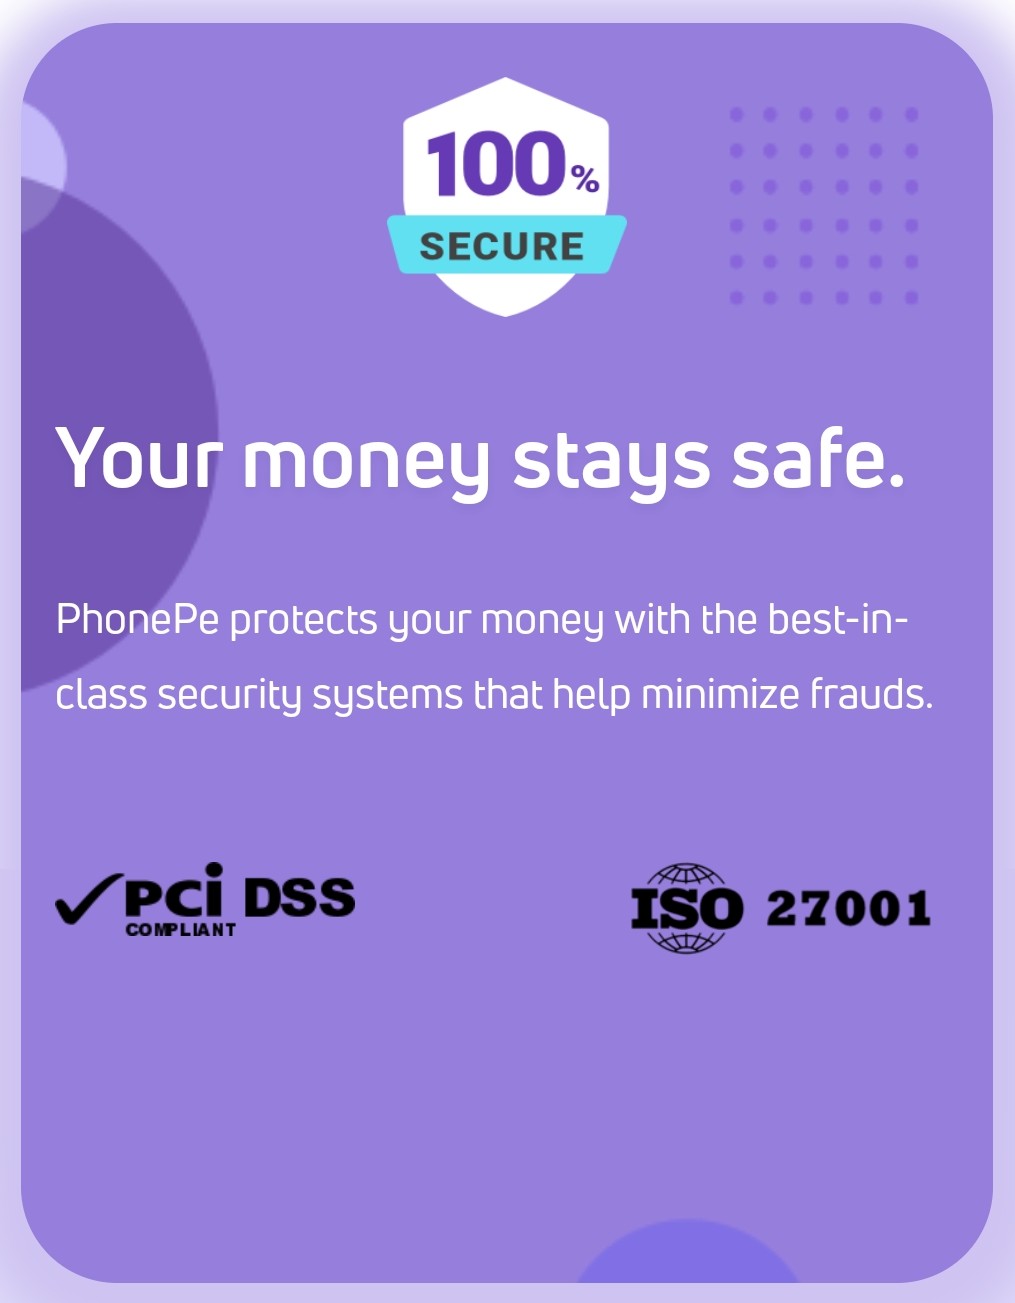 100%
SECURE
Your money stays safe.
PhonePe protects your money with the best-in-
class security systems that help minimize frauds.
PCi DSS
COMPLIANT
ISO 27001